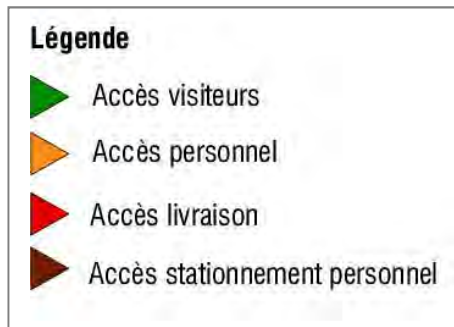 Légende
Accès visiteurs
Accès personnel
Accès livraison
Accès stationnement personnel